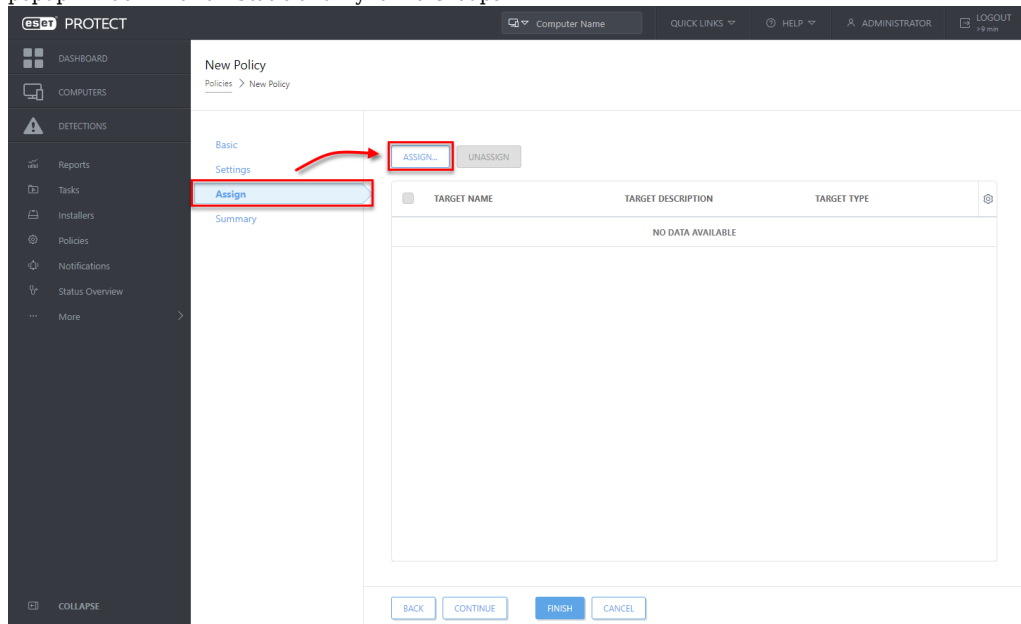 eset PROTECT
Computer Name
QUICK LINKS
HELP
ADMINISTRATOR
LOGOUT
>9 min
DASHBOARD
COMPUTERS
DETECTIONS
Reports
Tasks
Installers
Policies
Notifications
Status Overview
More
COLLAPSE
New Policy
Policies > New Policy
Basic
Settings
Assign
Summary
ASSIGN... UNASSIGN
TARGET NAME TARGET DESCRIPTION TARGET TYPE
NO DATA AVAILABLE
BACK CONTINUE FINISH CANCEL